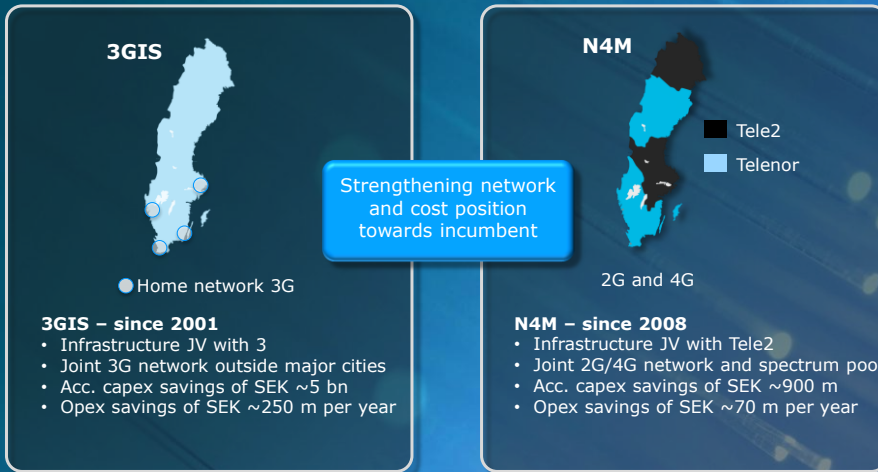 3GIS
Home network 3G
3GIS – since 2001
• Infrastructure JV with 3
• Joint 3G network outside major cities
• Acc. capex savings of SEK ~5 bn
• Opex savings of SEK ~250 m per year
Strengthening network
and cost position
towards incumbent
N4M
Tele2
Telenor
2G and 4G
N4M – since 2008
• Infrastructure JV with Tele2
• Joint 2G/4G network and spectrum poo
• Acc. capex savings of SEK ~900 m
• Opex savings of SEK ~70 m per year